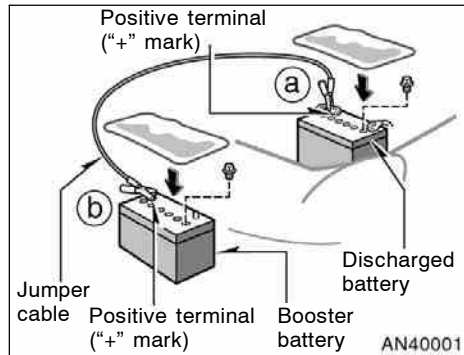 Positive terminal
(“+” mark)
a
b
Jumper
cable
Positive terminal
(“+” mark)
Booster
battery
Discharged
battery
AN40001